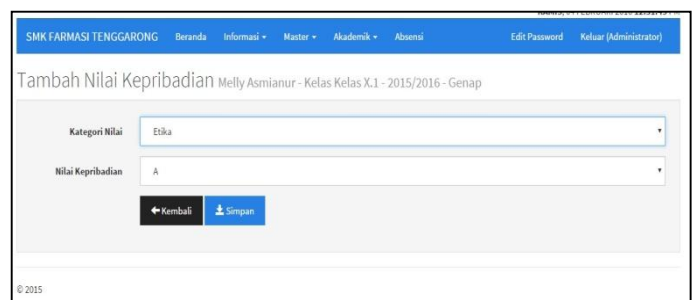 SMK FARMASI TENGGARONG Beranda Informasi Master Akademik Absensi Edit Password Keluar (Administrator)
Tambah Nilai Kepribadian Melly Asmianur - Kelas Kelas X.1 - 2015/2016 - Genap
Kategori Nilai Etika
Nilai Kepribadian A
Kembali Simpan
© 2015